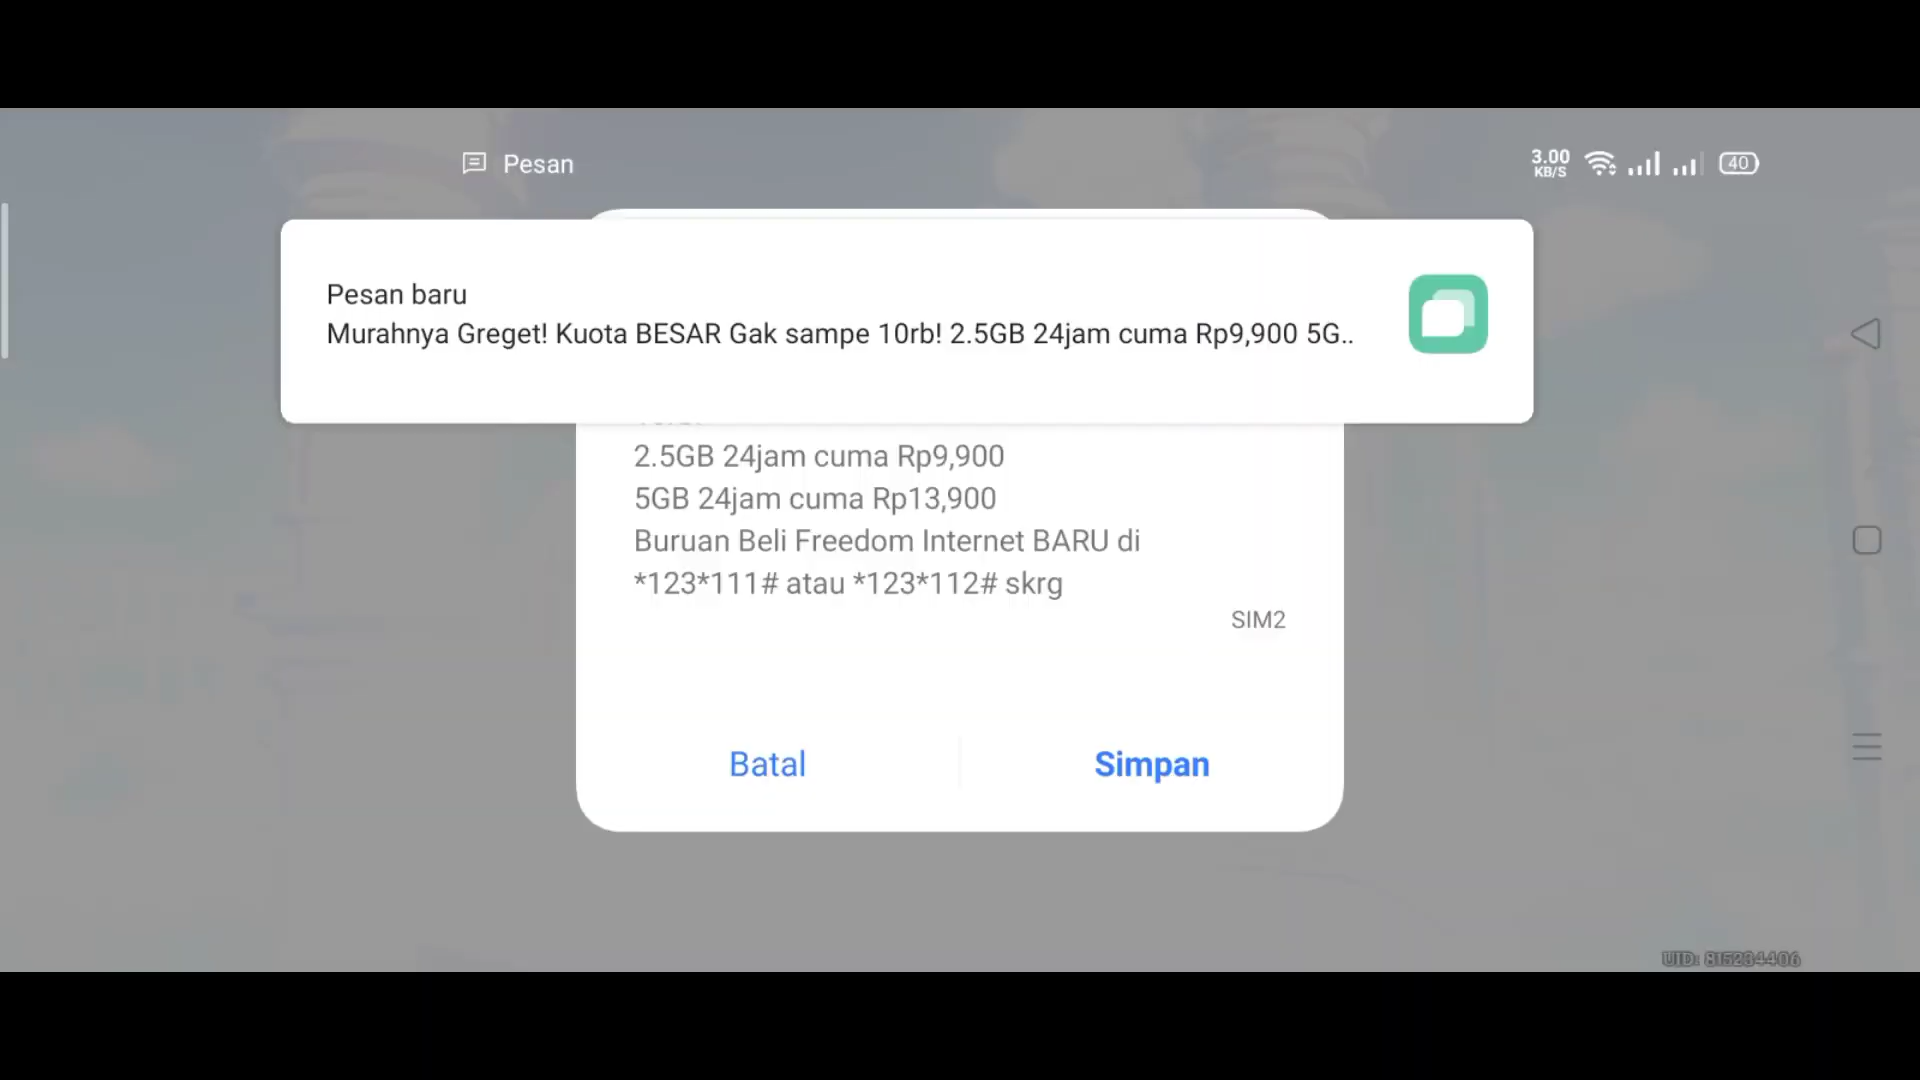 Pesan
3.00
KB/S
40
Pesan baru
Murahnya Greget! Kuota BESAR Gak sampe 10rb! 2.5GB 24jam cuma Rp9,900 5G..
2.5GB 24jam cuma Rp9,900
5GB 24jam cuma Rp13,900
Buruan Beli Freedom Internet BARU di
*123*111# atau *123*112# skrg
SIM2
Batal
Simpan
UID: 815234406